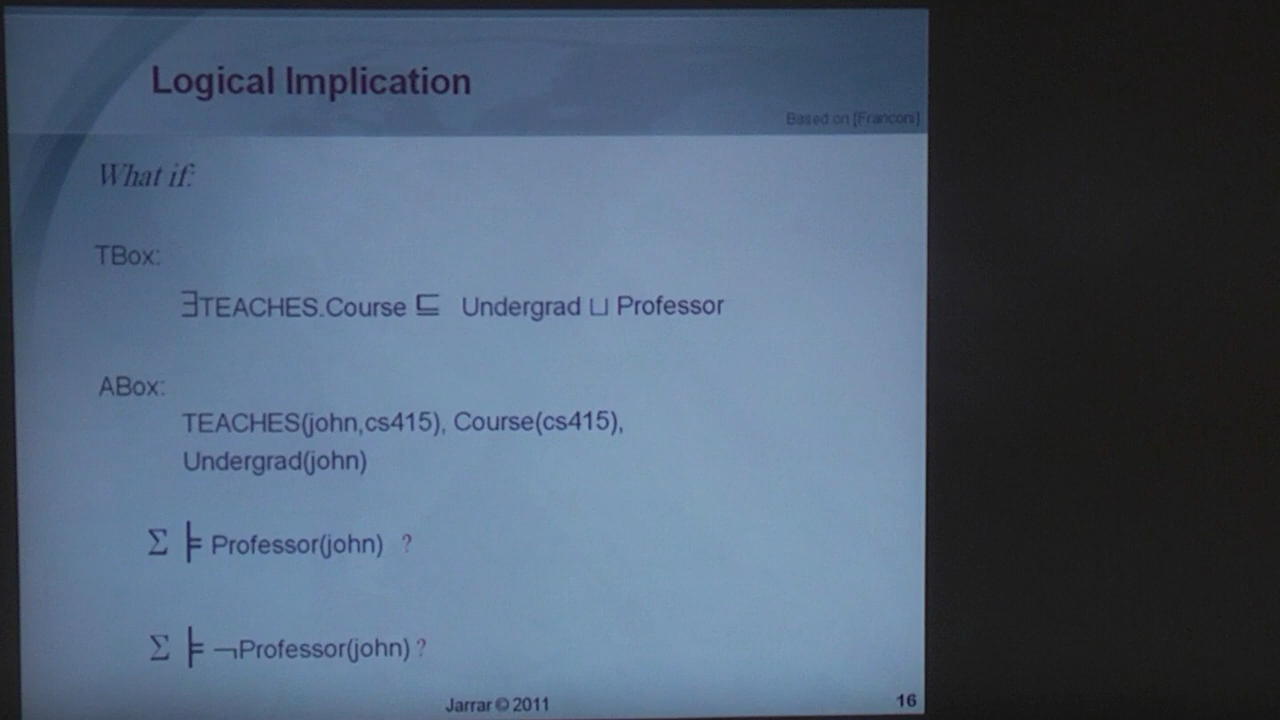 Logical Implication
Based on [Franconi]
What if:
TBox:
∃TEACHES.Course ⊑ Undergrad ⊔ Professor
ABox:
TEACHES(john,cs415), Course(cs415),
Undergrad(john)
Σ ⊨ Professor(john) ?
Σ ⊨ ¬Professor(john) ?
Jarrar © 2011
16